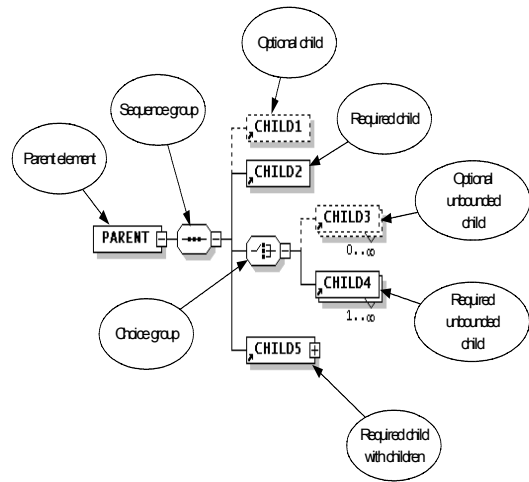 Optional child
Sequence group
CHILD1
Required child
Parent element
CHILD2
Optional
unbounded
child
CHILD3
PARENT
0..∞
CHILD4
Required
unbounded
child
1..∞
Choice group
CHILD5
Required child
with children